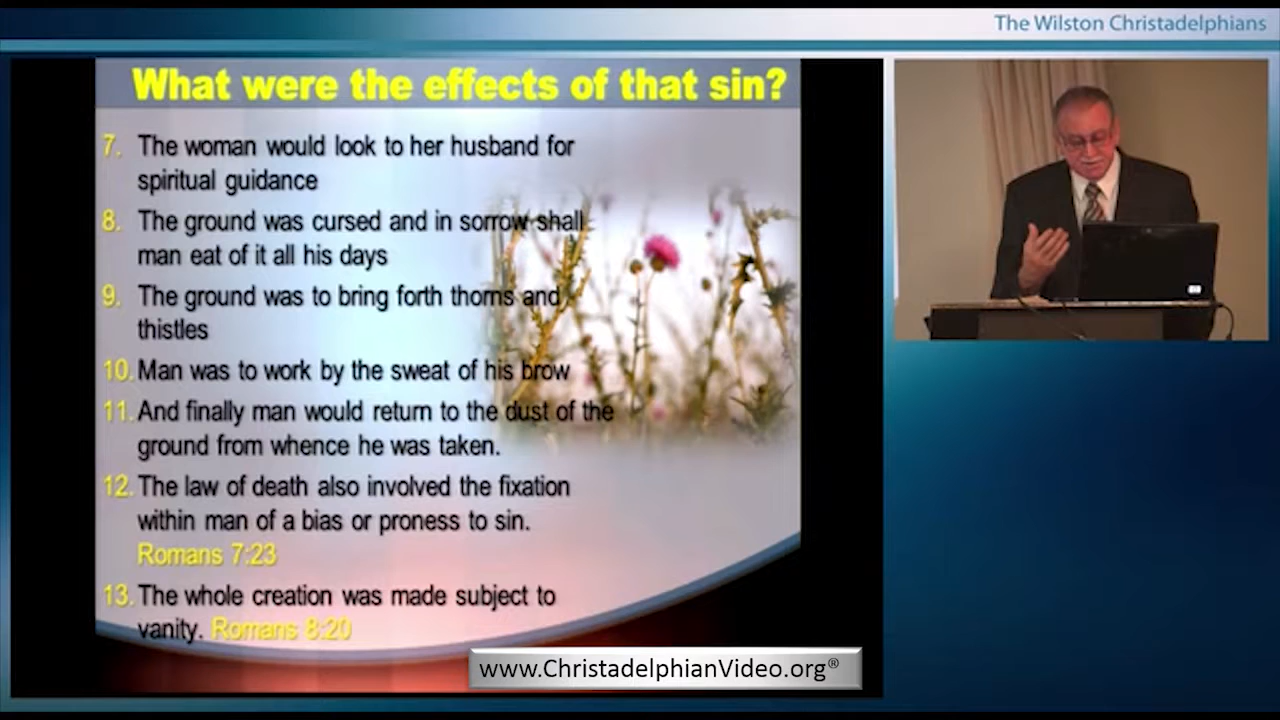 The Wilston Christadelphians
What were the effects of that sin?
7. The woman would look to her husband for
spiritual guidance
8. The ground was cursed and in sorrow shall
man eat of it all his days
9. The ground was to bring forth thorns and
thistles
10. Man was to work by the sweat of his brow
11. And finally man would return to the dust of the
ground from whence he was taken.
12. The law of death also involved the fixation
within man of a bias or proness to sin.
Romans 7:23
13. The whole creation was made subject to
vanity. Romans 8:20
www.ChristadelphianVideo.org®
hp